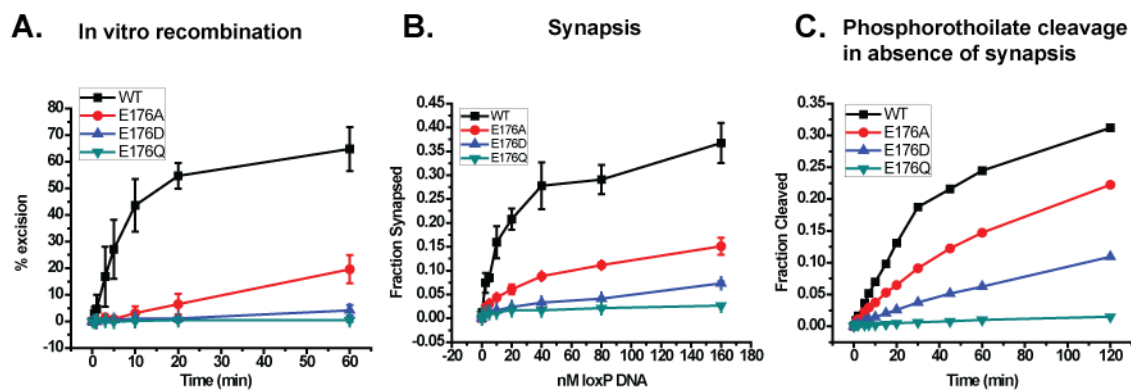 A. In vitro recombination
WT
E176A
E176D
E176Q
80
70
60
50
40
30
20
10
0
-10
% excision
0 10 20 30 40 50 60
Time (min)
B. Synapsis
WT
E176A
E176D
E176Q
0.45
0.40
0.35
0.30
0.25
0.20
0.15
0.10
0.05
0.00
-0.05
Fraction Synapsed
-20 0 20 40 60 80 100 120 140 160 180
nM loxP DNA
C. Phosphorothoilate cleavage
in absence of synapsis
WT
E176A
E176D
E176Q
0.35
0.30
0.25
0.20
0.15
0.10
0.05
0.00
Fraction Cleaved
0 20 40 60 80 100 120
Time (min)